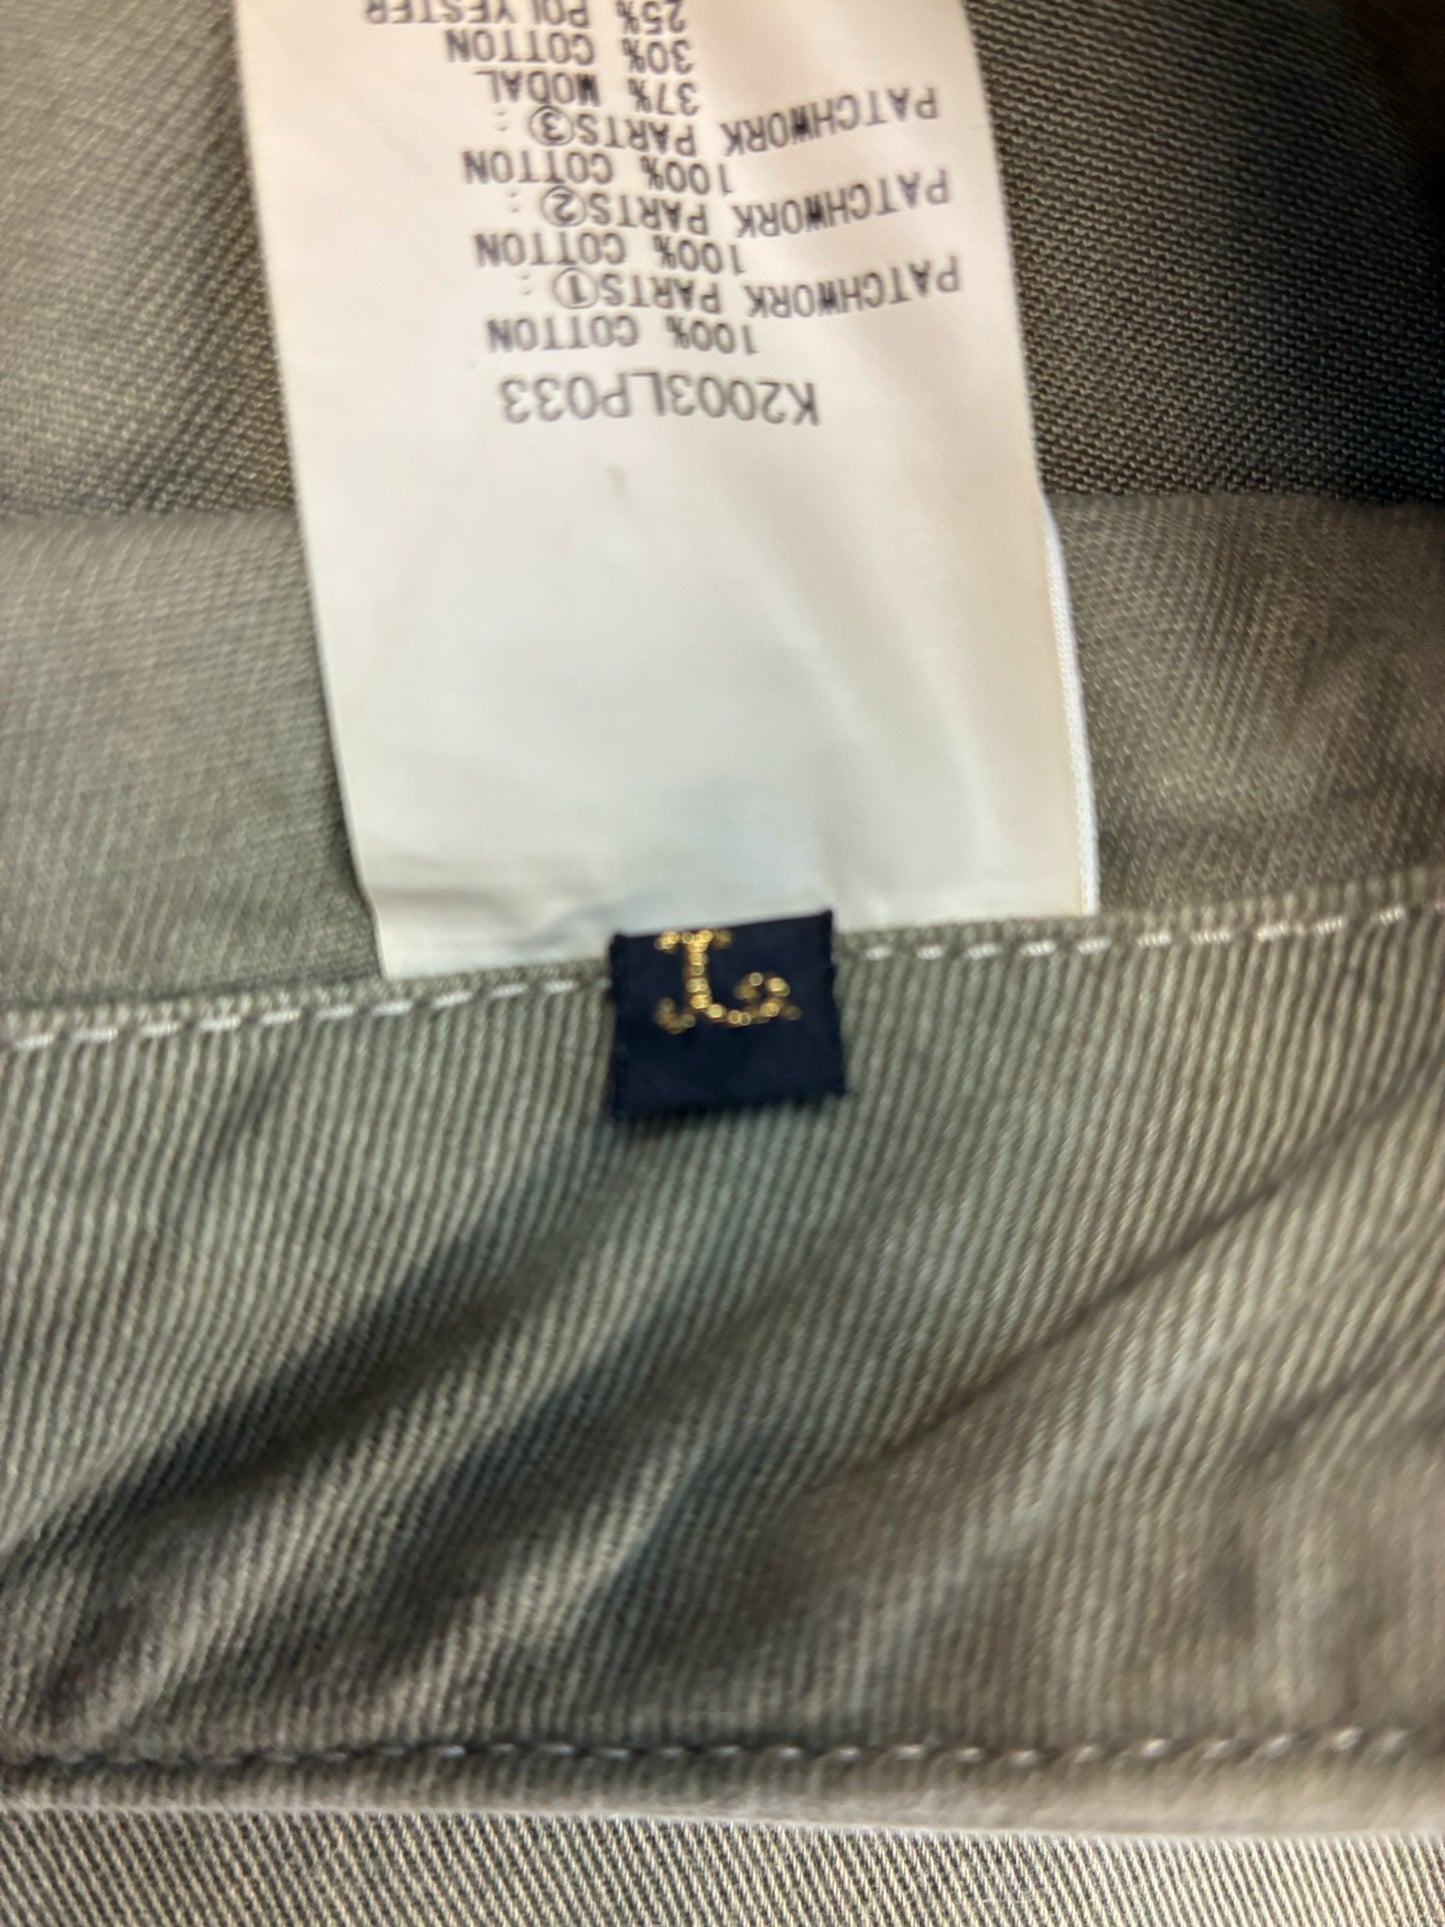 K2003LP033
100% COTTON
PATCHWORK PARTS① :
100% COTTON
PATCHWORK PARTS② :
100% COTTON
PATCHWORK PARTS③ :
37% MODAL
30% COTTON
25% POLYESTER
L